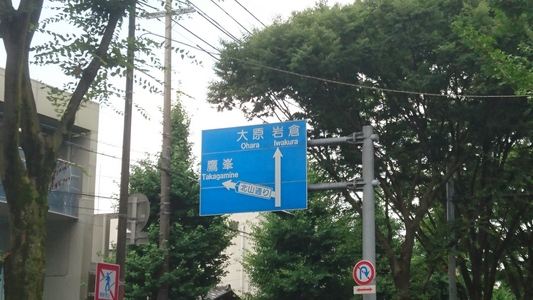 大原 岩倉
Ohara Iwakura
鷹峯
Takagamine
北山通り